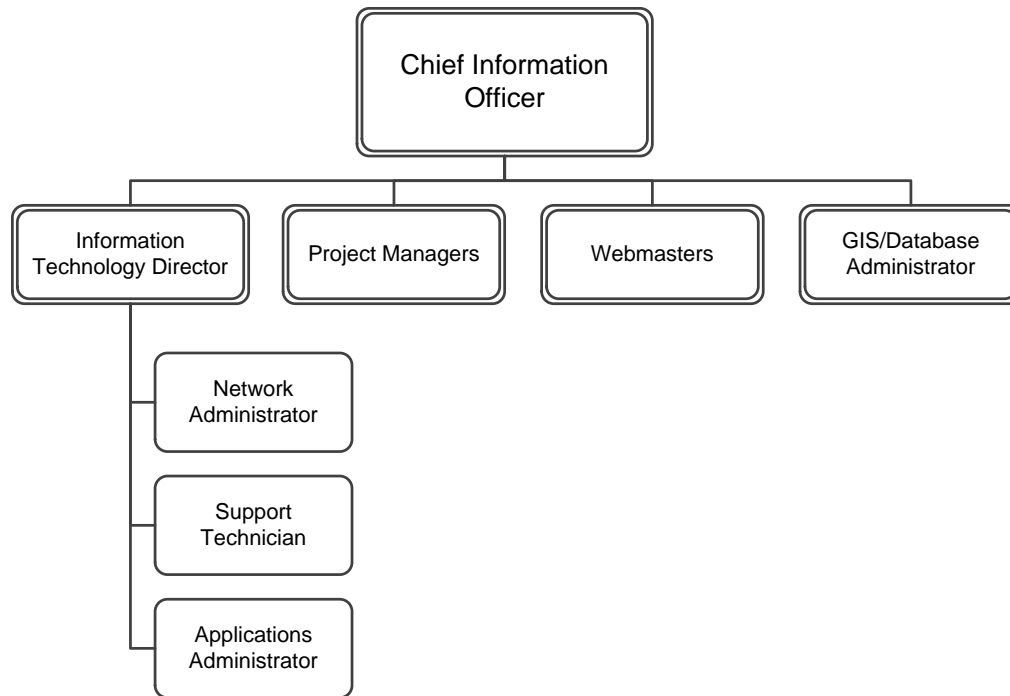 Chief Information
Officer
Information
Technology Director
Project Managers
Webmasters
GIS/Database
Administrator
Network
Administrator
Support
Technician
Applications
Administrator